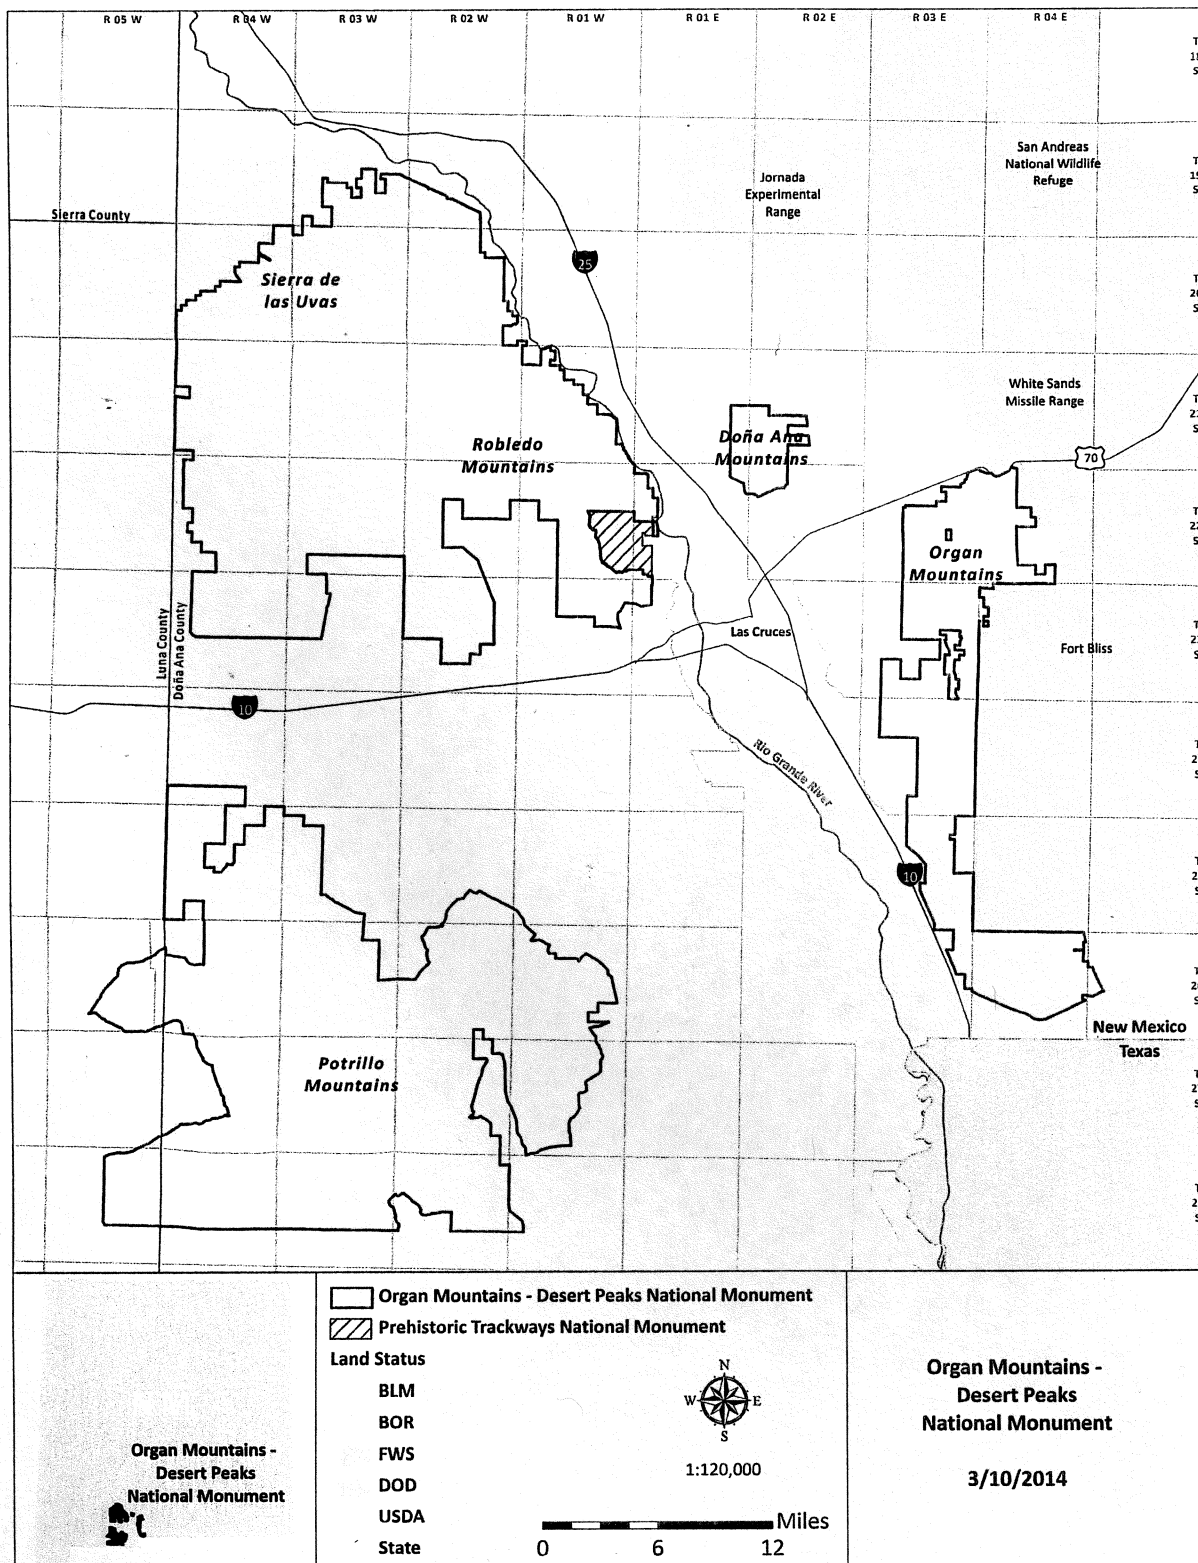 R 05 W
R 04 W
R 03 W
R 02 W
R 01 W
R 01 E
R 02 E
R 03 E
R 04 E
San Andreas
National Wildlife
Refuge
Jornada
Experimental
Range
Sierra County
25
Sierra de
las Uvas
White Sands
Missile Range
Robledo
Mountains
Doña Ana
Mountains
70
Organ
Mountains
Luna County
Doña Ana County
Las Cruces
Fort Bliss
10
Rio Grande River
10
New Mexico
Texas
Potrillo
Mountains
Organ Mountains - Desert Peaks National Monument
Prehistoric Trackways National Monument
Land Status
BLM
BOR
FWS
DOD
USDA
State
N
W E
S
1:120,000
Miles
0 6 12
Organ Mountains -
Desert Peaks
National Monument
Organ Mountains -
Desert Peaks
National Monument
3/10/2014